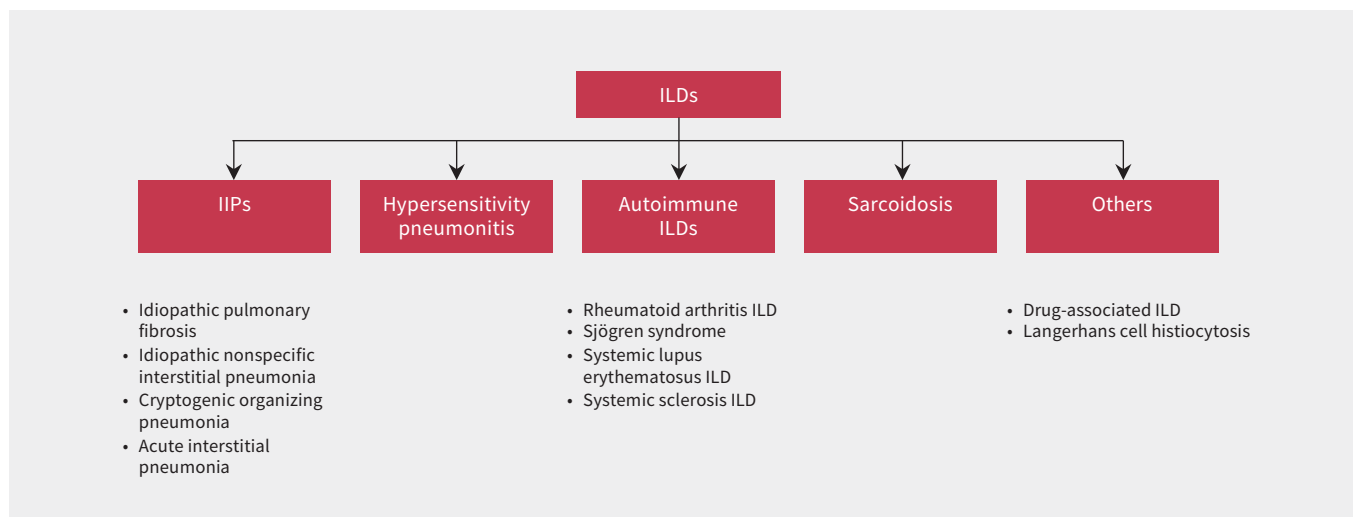 ILDs
IIPs
Hypersensitivity
pneumonitis
Autoimmune
ILDs
Sarcoidosis
Others
• Idiopathic pulmonary
fibrosis
• Idiopathic nonspecific
interstitial pneumonia
• Cryptogenic organizing
pneumonia
• Acute interstitial
pneumonia
• Rheumatoid arthritis ILD
• Sjögren syndrome
• Systemic lupus
erythematosus ILD
• Systemic sclerosis ILD
• Drug-associated ILD
• Langerhans cell histiocytosis